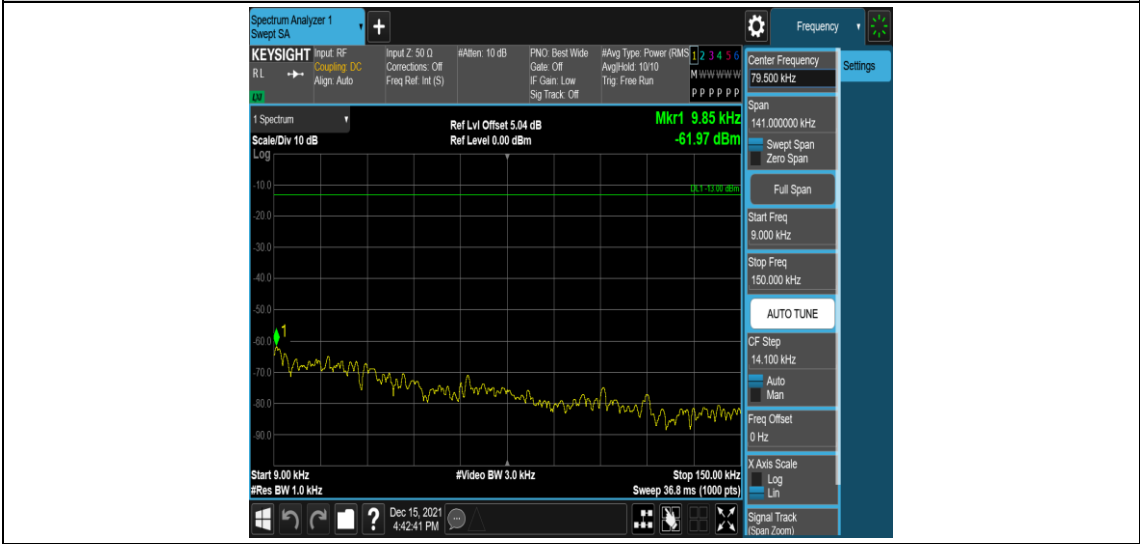 Spectrum Analyzer 1
Swept SA
+
Frequency
KEYSIGHT
RL
Input: RF
Coupling: DC
Align: Auto
Input Z: 50 Ω
Corrections: Off
Freq Ref: Int (S)
#Atten: 10 dB
PNO: Best Wide
Gate: Off
IF Gain: Low
Sig Track: Off
#Avg Type: Power (RMS
Avg|Hold: 10/10
Trig: Free Run
1 2 3 4 5 6
M W W W W W
P P P P P P
1 Spectrum
Scale/Div 10 dB
Log
Ref Lvl Offset 5.04 dB
Ref Level 0.00 dBm
Mkr1 9.85 kHz
-61.97 dBm
DL1 -13.00 dBm
-10.0
-20.0
-30.0
-40.0
-50.0
-60.0
-70.0
-80.0
-90.0
1
Start 9.00 kHz
#Res BW 1.0 kHz
#Video BW 3.0 kHz
Stop 150.00 kHz
Sweep 36.8 ms (1000 pts)
?
Dec 15, 2021
4:42:41 PM
Center Frequency
79.500 kHz
Settings
Span
141.000000 kHz
Swept Span
Zero Span
Full Span
Start Freq
9.000 kHz
Stop Freq
150.000 kHz
AUTO TUNE
CF Step
14.100 kHz
Auto
Man
Freq Offset
0 Hz
X Axis Scale
Log
Lin
Signal Track
(Span Zoom)